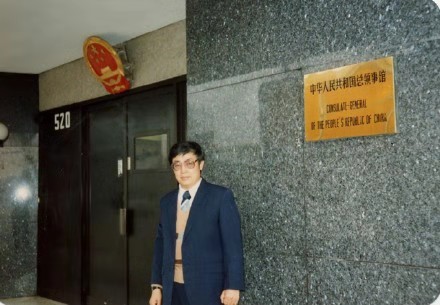 520
中华人民共和国总领事馆
CONSULATE-GENERAL
OF THE PEOPLE'S REPUBLIC OF CHINA